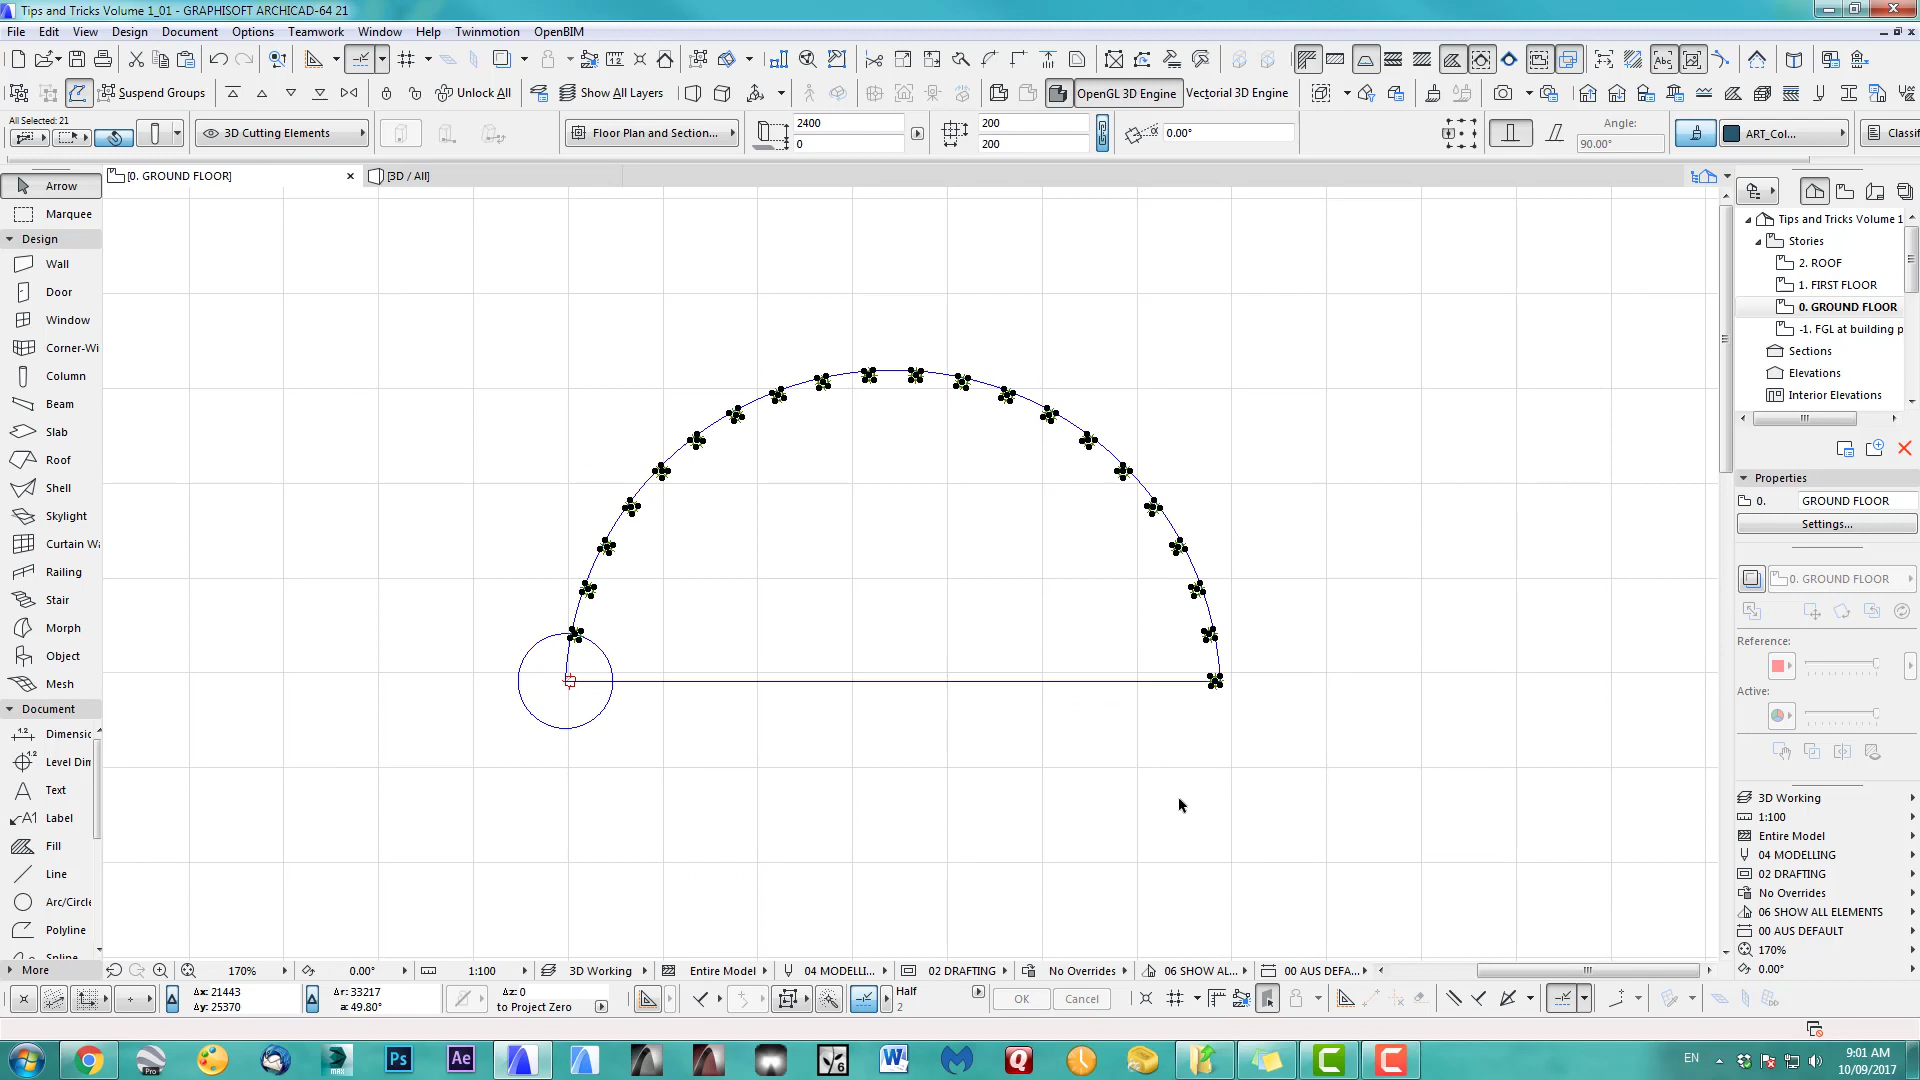 Tips and Tricks Volume 1_01 - GRAPHISOFT ARCHICAD-64 21
File Edit View Design Document Options Teamwork Window Help Twinmotion OpenBIM
Suspend Groups Unlock All Show All Layers OpenGL 3D Engine Vectorial 3D Engine
All Selected: 21
3D Cutting Elements Floor Plan and Section... 2400 0 200 200 0.00° Angle: 90.00° ART_Col... Classif
[0. GROUND FLOOR] [3D / All]
Arrow
Marquee
Design
Wall
Door
Window
Corner-Wi
Column
Beam
Slab
Roof
Shell
Skylight
Curtain Wa
Railing
Stair
Morph
Object
Mesh
Document
Dimensic
Level Dim
Text
Label
Fill
Line
Arc/Circle
Polyline
Spline
More
Tips and Tricks Volume 1
Stories
2. ROOF
1. FIRST FLOOR
0. GROUND FLOOR
-1. FGL at building p
Sections
Elevations
Interior Elevations
Properties
0. GROUND FLOOR
Settings...
0. GROUND FLOOR
Reference:
Active:
3D Working
1:100
Entire Model
04 MODELLING
02 DRAFTING
No Overrides
06 SHOW ALL ELEMENTS
00 AUS DEFAULT
170%
0.00°
170% 0.00° 1:100 3D Working Entire Model 04 MODELLI... 02 DRAFTING No Overrides 06 SHOW AL... 00 AUS DEFA...
Δx: 21443 Δr: 33217 Δz: 0 Half OK Cancel
Δy: 25370 a: 49.80° to Project Zero 2
EN 9:01 AM
10/09/2017